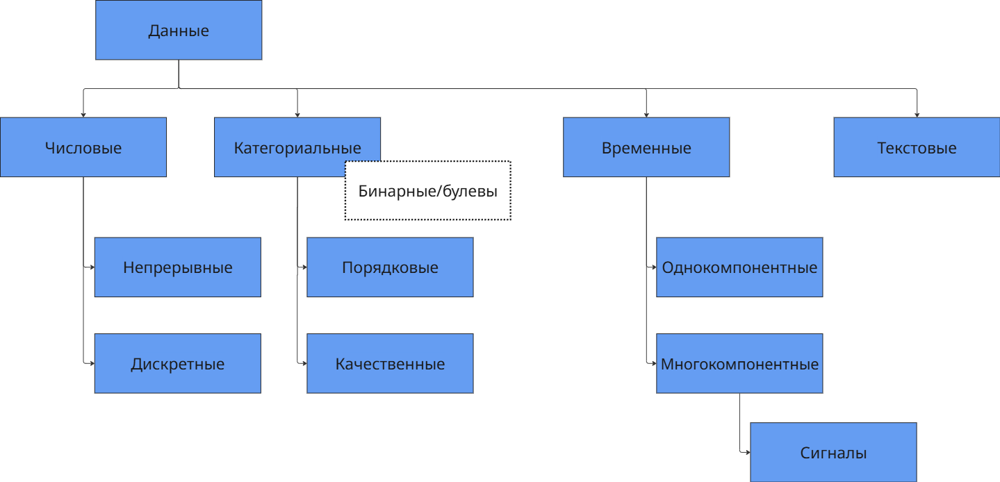 Данные
Числовые
Категориальные
Временные
Текстовые
Бинарные/булевы
Непрерывные
Порядковые
Однокомпонентные
Дискретные
Качественные
Многокомпонентные
Сигналы